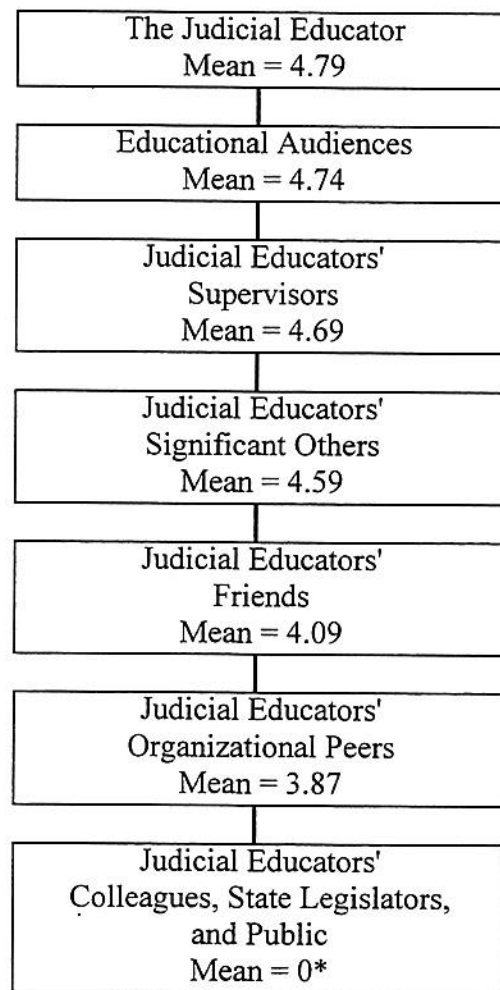 The Judicial Educator
Mean = 4.79
Educational Audiences
Mean = 4.74
Judicial Educators'
Supervisors
Mean = 4.69
Judicial Educators'
Significant Others
Mean = 4.59
Judicial Educators'
Friends
Mean = 4.09
Judicial Educators'
Organizational Peers
Mean = 3.87
Judicial Educators'
Colleagues, State Legislators,
and Public
Mean = 0*